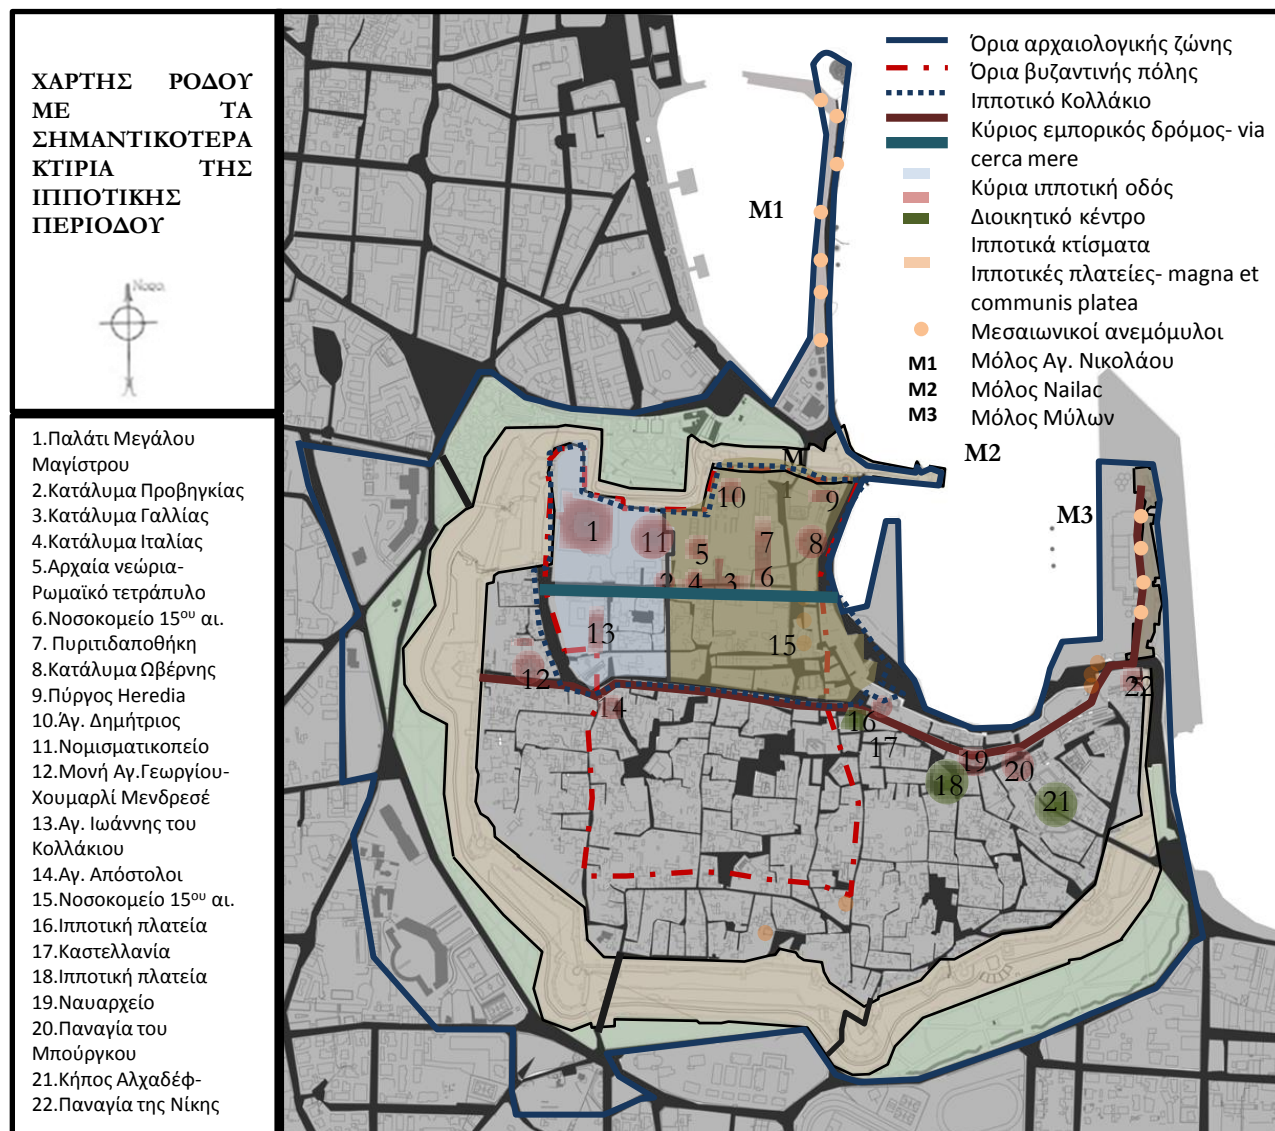 ΧΑΡΤΗΣ ΡΟΔΟΥ
ΜΕ ΤΑ
ΣΗΜΑΝΤΙΚΟΤΕΡΑ
ΚΤΙΡΙΑ ΤΗΣ
ΙΠΠΟΤΙΚΗΣ
ΠΕΡΙΟΔΟΥ
1.Παλάτι Μεγάλου
Μαγίστρου
2.Κατάλυμα Προβηγκίας
3.Κατάλυμα Γαλλίας
4.Κατάλυμα Ιταλίας
5.Αρχαία νεώρια-
Ρωμαϊκό τετράπυλο
6.Νοσοκομείο 15ου αι.
7. Πυριτιδαποθήκη
8.Κατάλυμα Ωβέρνης
9.Πύργος Heredia
10.Άγ. Δημήτριος
11.Νομισματικοπείο
12.Μονή Αγ.Γεωργίου-
Χουμαρλί Μενδρεσέ
13.Αγ. Ιωάννης του
Κολλάκιου
14.Αγ. Απόστολοι
15.Νοσοκομείο 15ου αι.
16.Ιπποτική πλατεία
17.Καστελλανία
18.Ιπποτική πλατεία
19.Ναυαρχείο
20.Παναγία του
Μπούργκου
21.Κήπος Αλχαδέφ-
22.Παναγία της Νίκης
Όρια αρχαιολογικής ζώνης
Όρια βυζαντινής πόλης
Ιπποτικό Κολλάκιο
Κύριος εμπορικός δρόμος- via
cerca mere
Κύρια ιπποτική οδός
Διοικητικό κέντρο
Ιπποτικά κτίσματα
Ιπποτικές πλατείες- magna et
communis platea
Μεσαιωνικοί ανεμόμυλοι
M1 Μόλος Αγ. Νικολάου
M2 Μόλος Nailac
M3 Μόλος Μύλων
M1
M2
M3
M
10
9
1
11
5
7
8
6
2
4
3
13
15
12
14
16
17
19
20
18
21
22